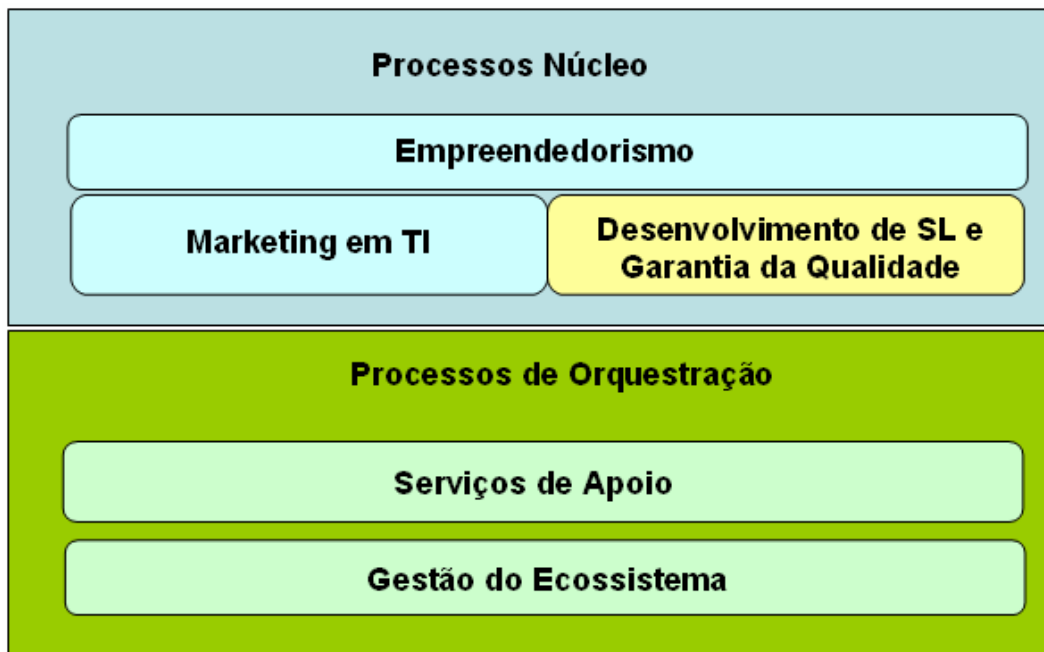 Processos Núcleo
Empreendedorismo
Marketing em TI
Desenvolvimento de SL e
Garantia da Qualidade
Processos de Orquestração
Serviços de Apoio
Gestão do Ecossistema